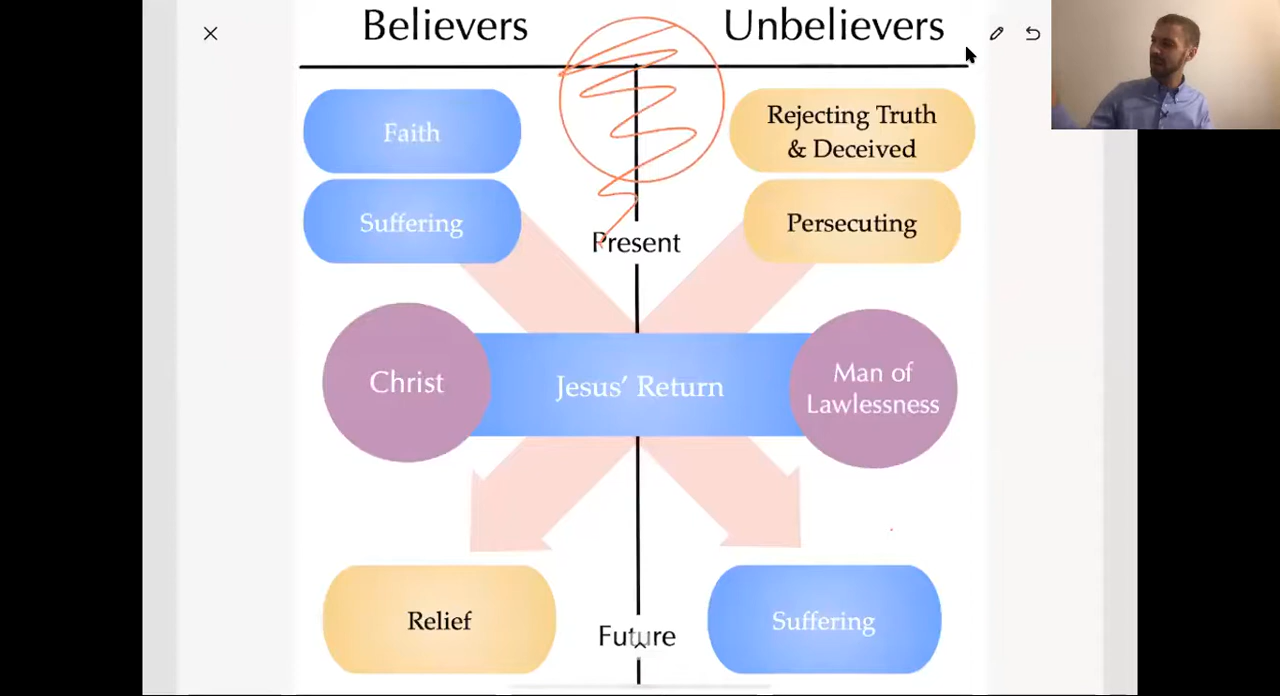 Believers
Unbelievers
Faith
Rejecting Truth
& Deceived
Suffering
Persecuting
Present
Christ
Jesus’ Return
Man of
Lawlessness
Relief
Future
Suffering